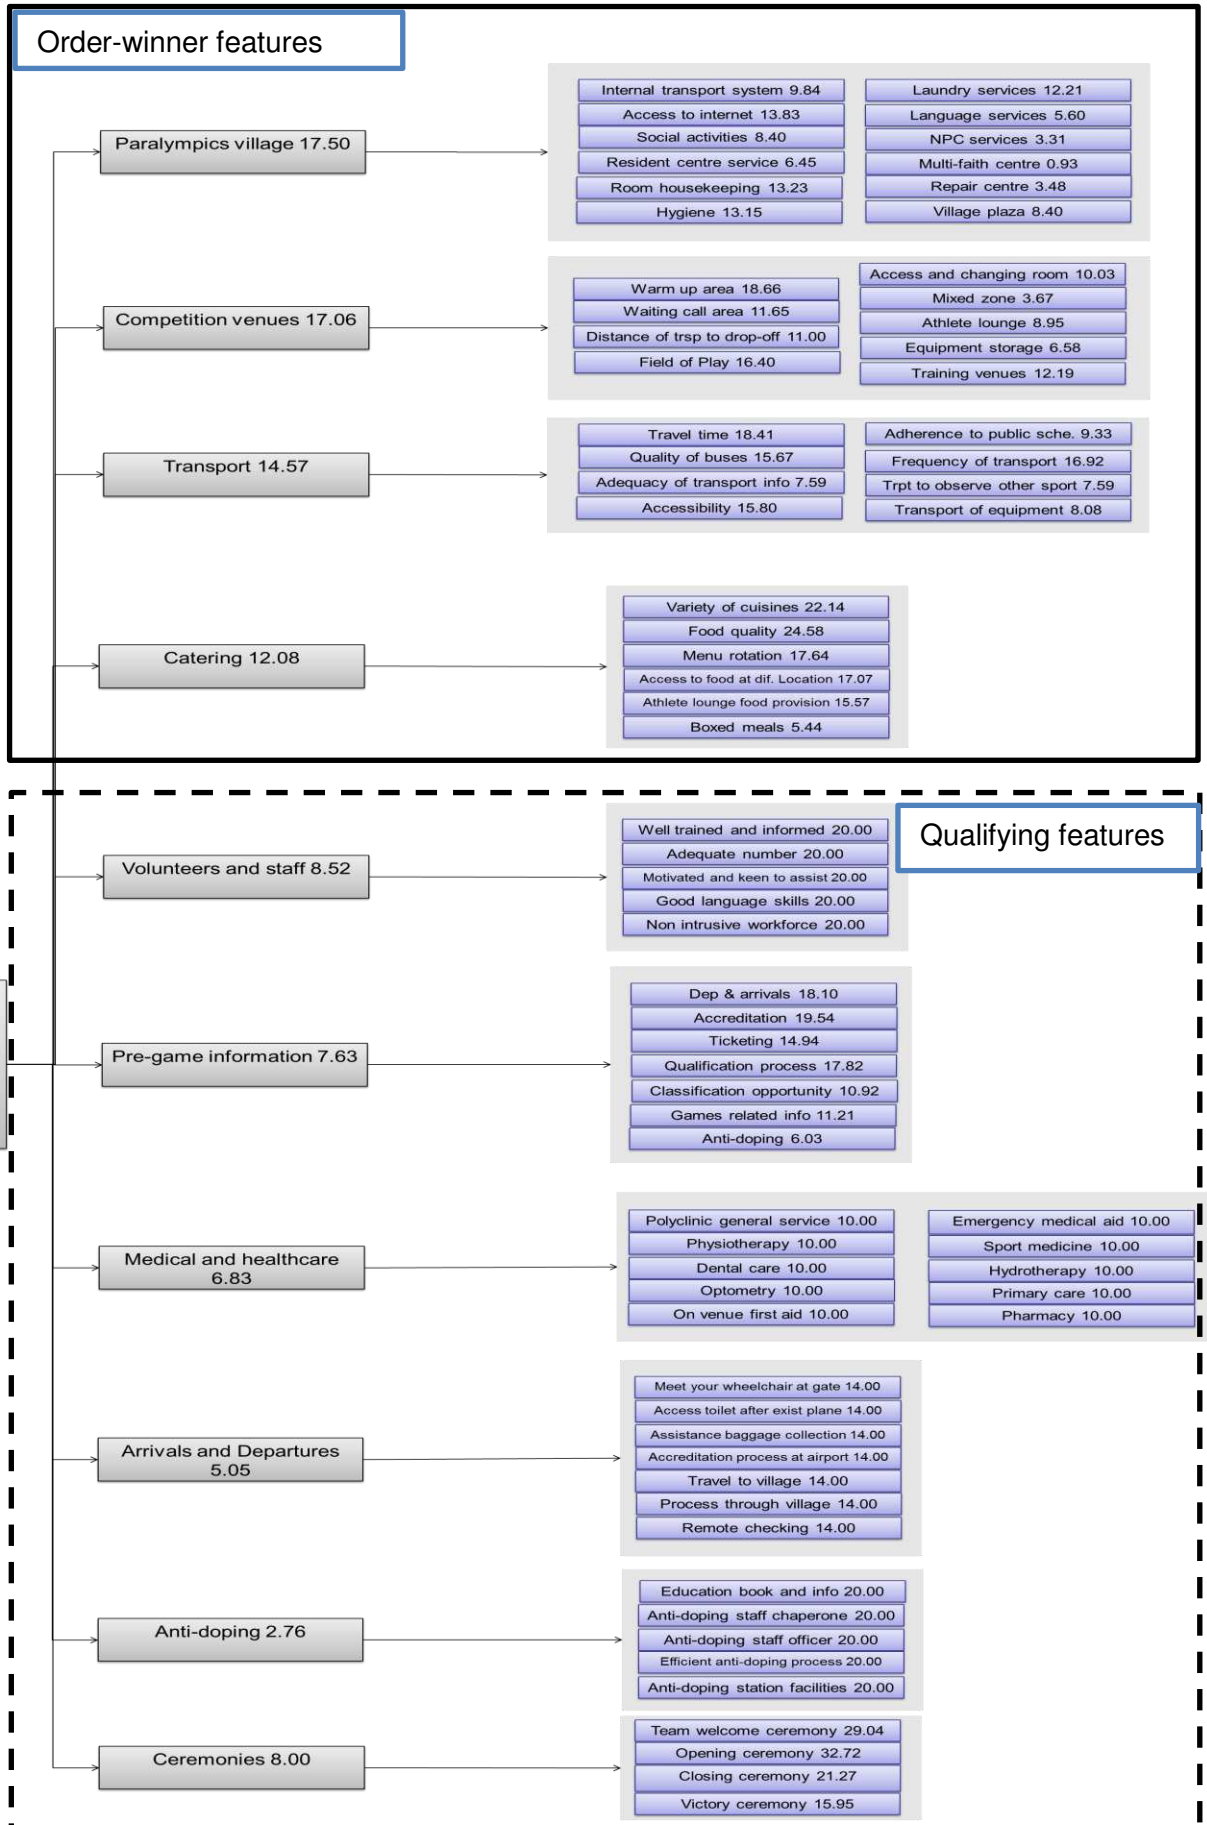 Order-winner features
Paralympics village 17.50
Internal transport system 9.84
Access to internet 13.83
Social activities 8.40
Resident centre service 6.45
Room housekeeping 13.23
Hygiene 13.15
Laundry services 12.21
Language services 5.60
NPC services 3.31
Multi-faith centre 0.93
Repair centre 3.48
Village plaza 8.40
Competition venues 17.06
Warm up area 18.66
Waiting call area 11.65
Distance of trsp to drop-off 11.00
Field of Play 16.40
Access and changing room 10.03
Mixed zone 3.67
Athlete lounge 8.95
Equipment storage 6.58
Training venues 12.19
Transport 14.57
Travel time 18.41
Quality of buses 15.67
Adequacy of transport info 7.59
Accessibility 15.80
Adherence to public sche. 9.33
Frequency of transport 16.92
Trpt to observe other sport 7.59
Transport of equipment 8.08
Catering 12.08
Variety of cuisines 22.14
Food quality 24.58
Menu rotation 17.64
Access to food at dif. Location 17.07
Athlete lounge food provision 15.57
Boxed meals 5.44
Qualifying features
Volunteers and staff 8.52
Well trained and informed 20.00
Adequate number 20.00
Motivated and keen to assist 20.00
Good language skills 20.00
Non intrusive workforce 20.00
Pre-game information 7.63
Dep & arrivals 18.10
Accreditation 19.54
Ticketing 14.94
Qualification process 17.82
Classification opportunity 10.92
Games related info 11.21
Anti-doping 6.03
Medical and healthcare
6.83
Polyclinic general service 10.00
Physiotherapy 10.00
Dental care 10.00
Optometry 10.00
On venue first aid 10.00
Emergency medical aid 10.00
Sport medicine 10.00
Hydrotherapy 10.00
Primary care 10.00
Pharmacy 10.00
Arrivals and Departures
5.05
Meet your wheelchair at gate 14.00
Access toilet after exist plane 14.00
Assistance baggage collection 14.00
Accreditation process at airport 14.00
Travel to village 14.00
Process through village 14.00
Remote checking 14.00
Anti-doping 2.76
Education book and info 20.00
Anti-doping staff chaperone 20.00
Anti-doping staff officer 20.00
Efficient anti-doping process 20.00
Anti-doping station facilities 20.00
Ceremonies 8.00
Team welcome ceremony 29.04
Opening ceremony 32.72
Closing ceremony 21.27
Victory ceremony 15.95